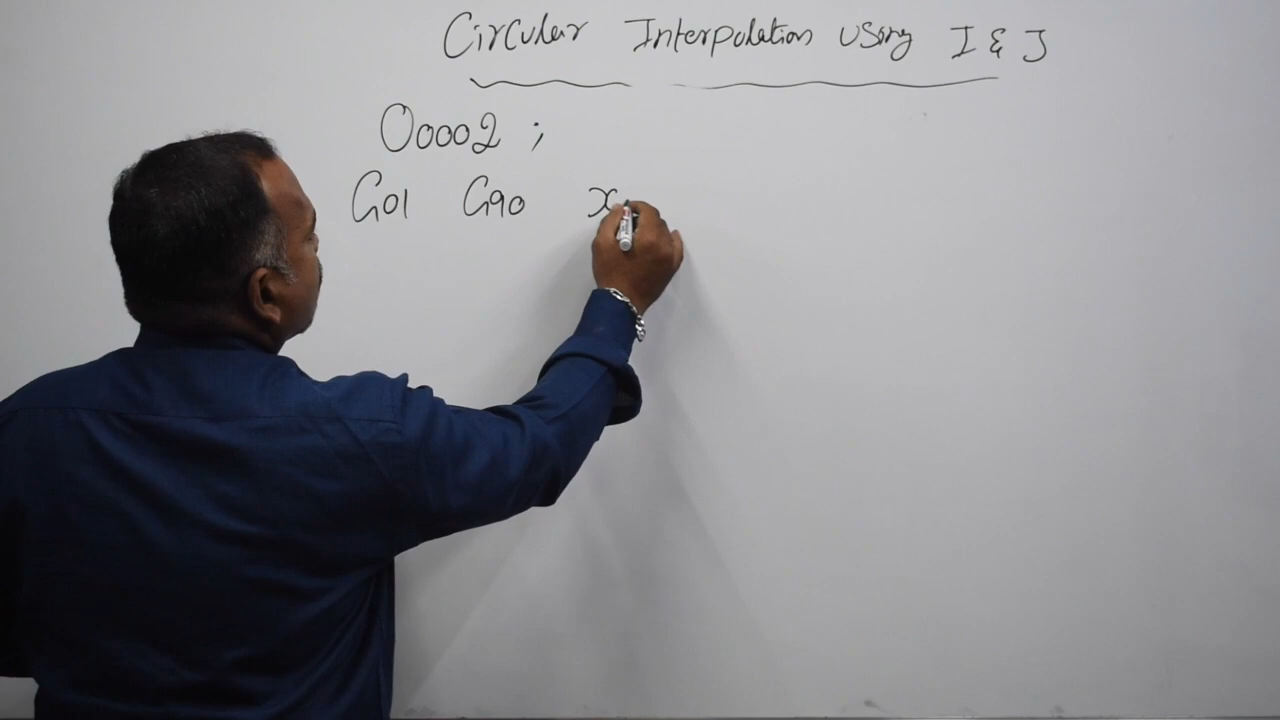 Circular Interpolation using I & J
O0002 ;
G01 G90 x